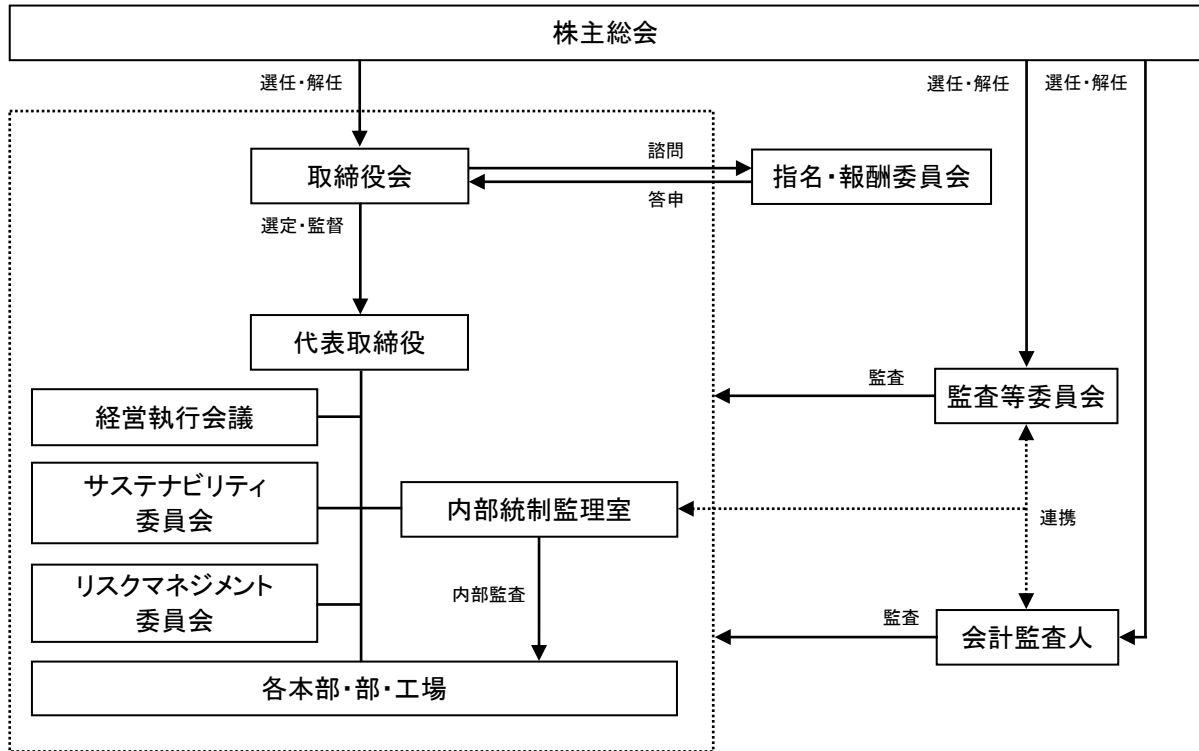 株主総会
選任・解任
選任・解任
選任・解任
取締役会
諮問
答申
指名・報酬委員会
選定・監督
代表取締役
経営執行会議
監査
監査等委員会
サステナビリティ
委員会
内部統制監理室
連携
リスクマネジメント
委員会
内部監査
監査
会計監査人
各本部・部・工場